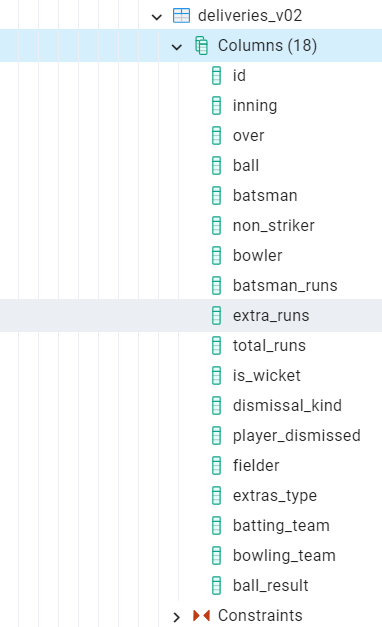 deliveries_v02
Columns (18)
id
inning
over
ball
batsman
non_striker
bowler
batsman_runs
extra_runs
total_runs
is_wicket
dismissal_kind
player_dismissed
fielder
extras_type
batting_team
bowling_team
ball_result
Constraints